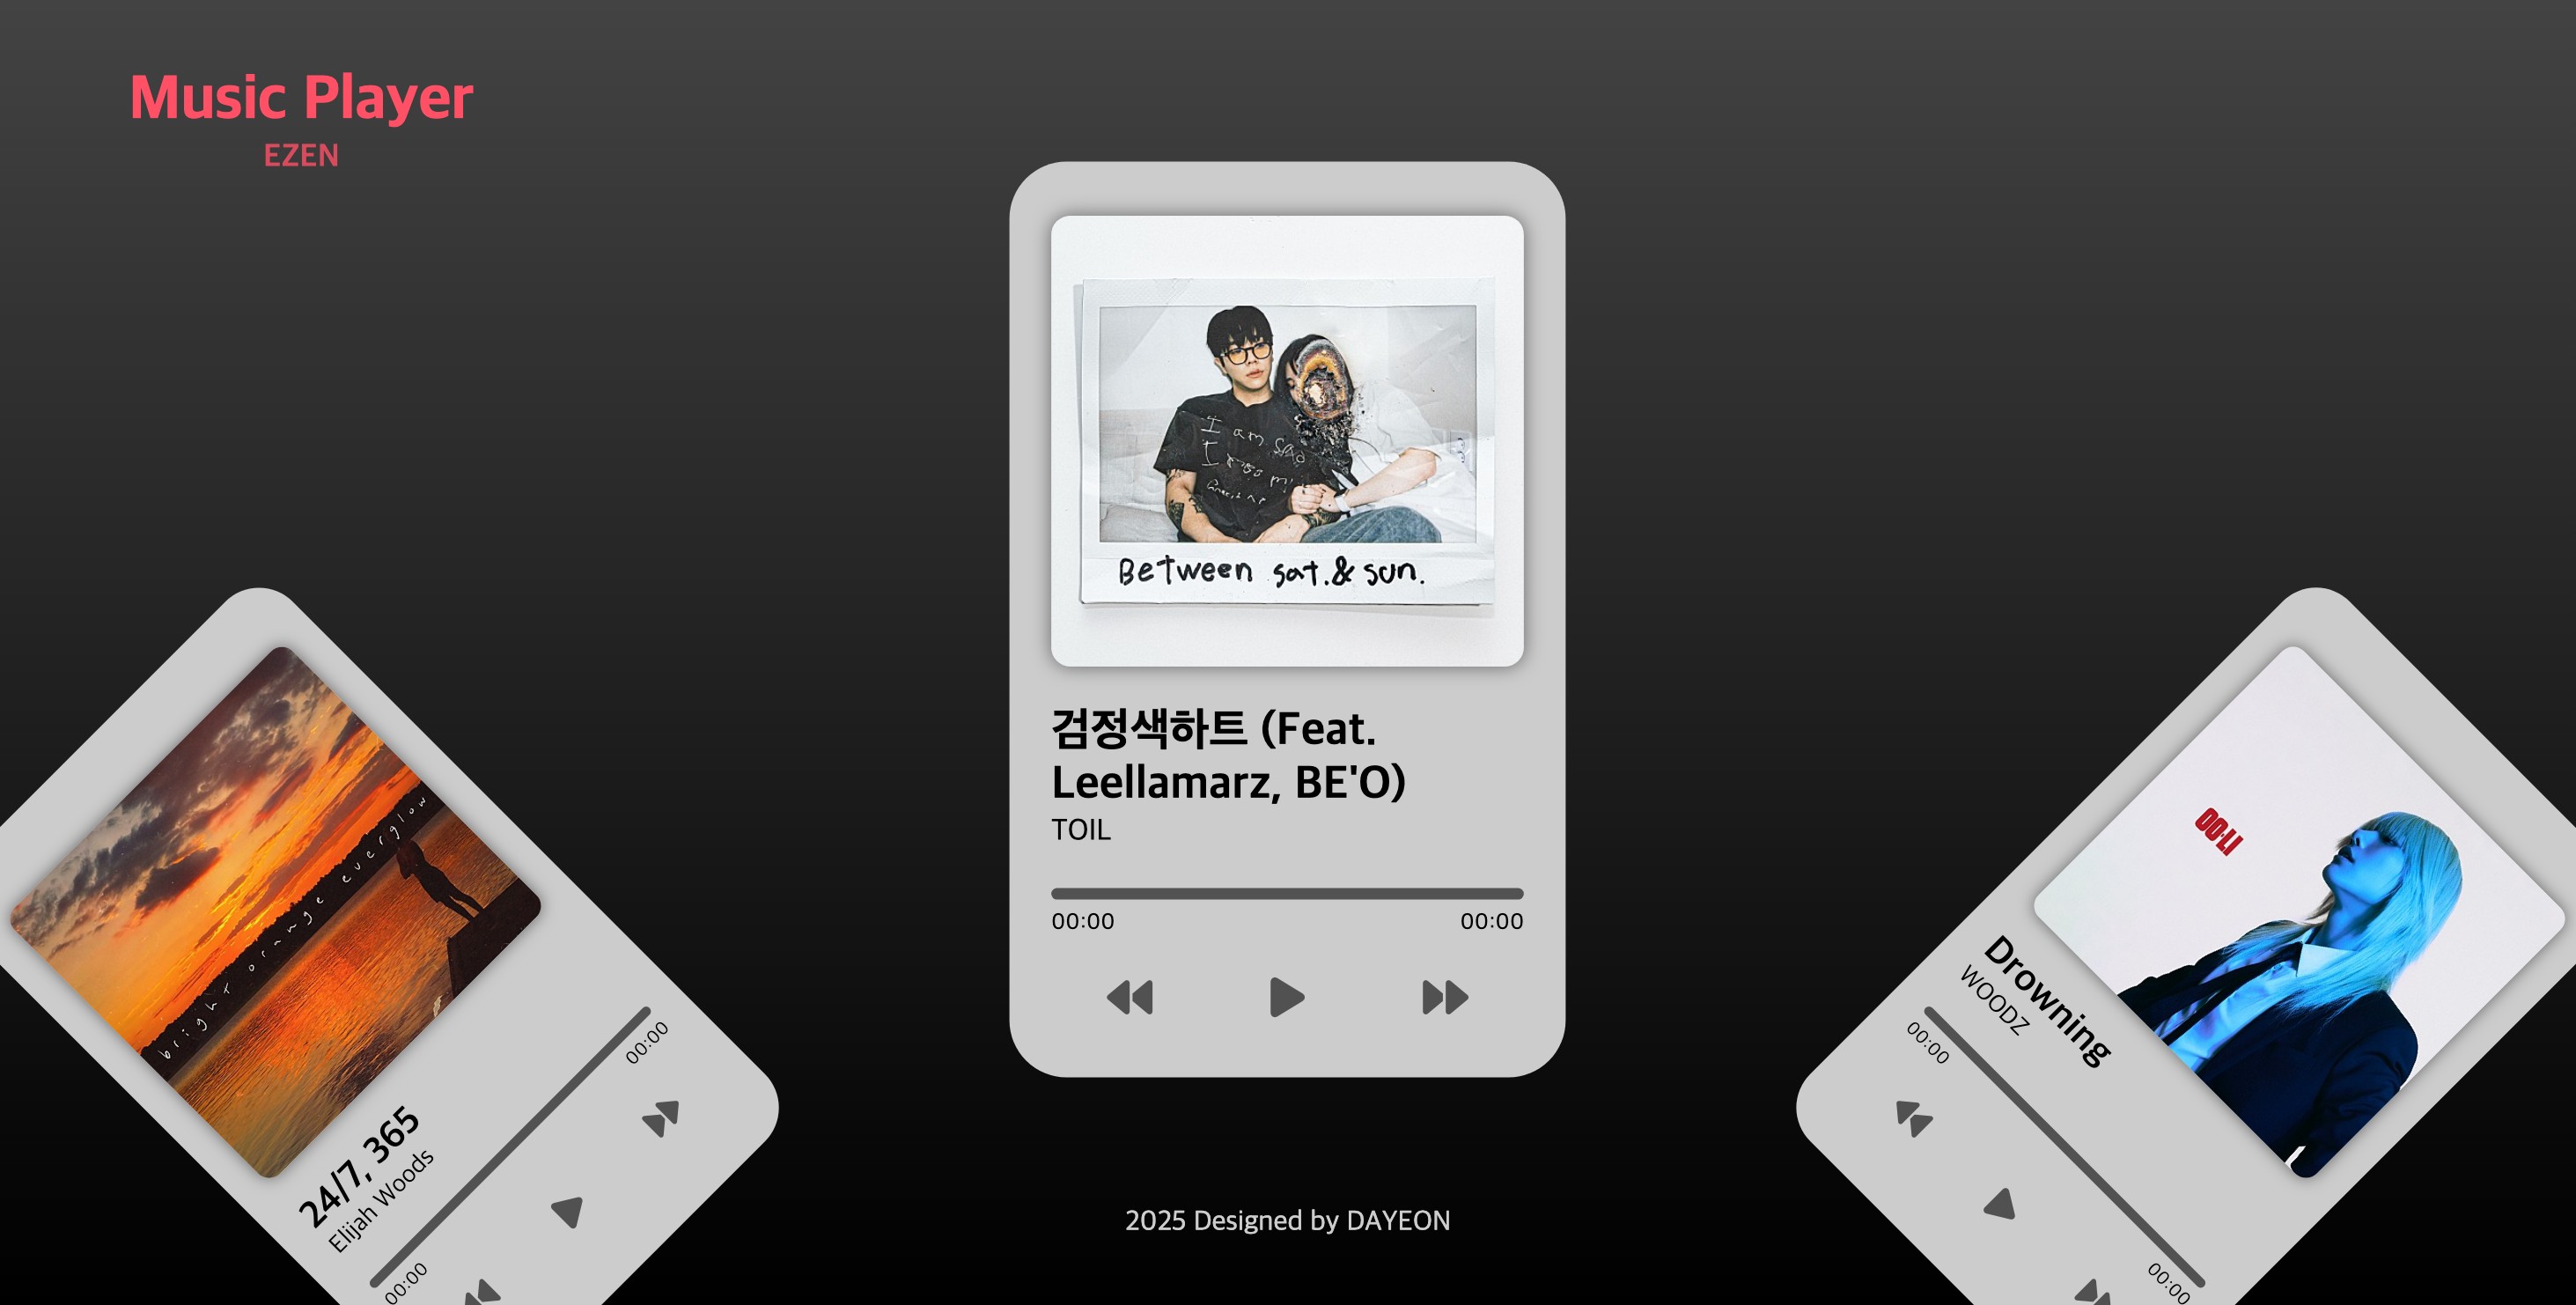 Music Player
EZEN
Between sat.& sun.
검정색하트 (Feat.
Leellamarz, BE'O)
TOIL
00:00
00:00
bright orange everglow
24/7, 365
Elijah Woods
00:00
00:00
OO:LI
Drowning
WOODZ
00:00
00:00
2025 Designed by DAYEON